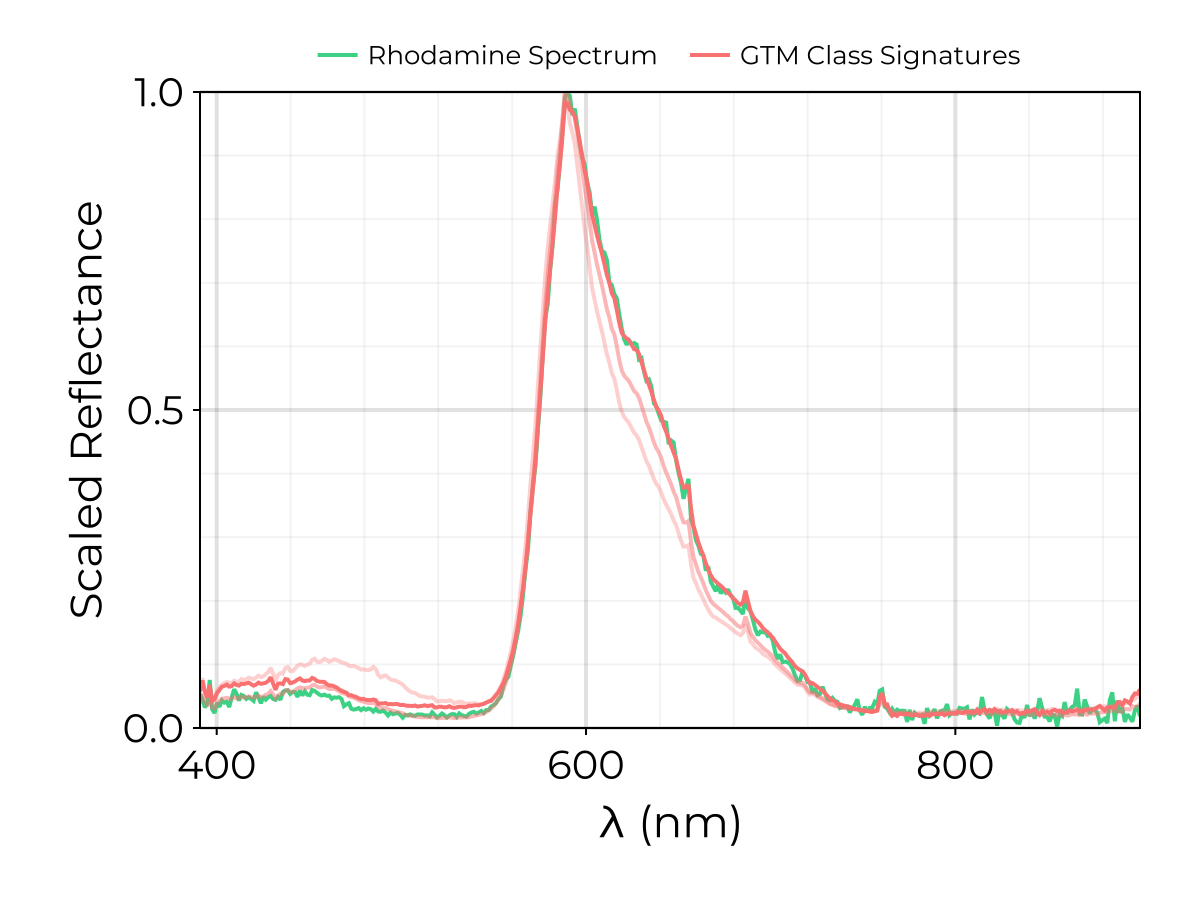 Rhodamine Spectrum GTM Class Signatures
1.0
0.5
0.0
Scaled Reflectance
400 600 800
λ (nm)